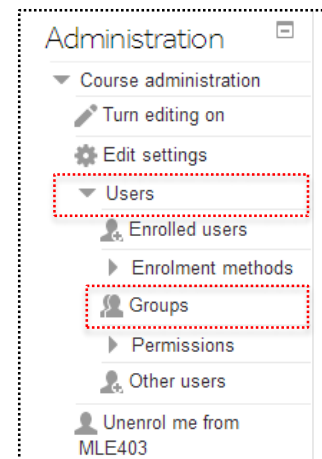 Administration
Course administration
Turn editing on
Edit settings
Users
Enrolled users
Enrolment methods
Groups
Permissions
Other users
Unenrol me from
MLE403